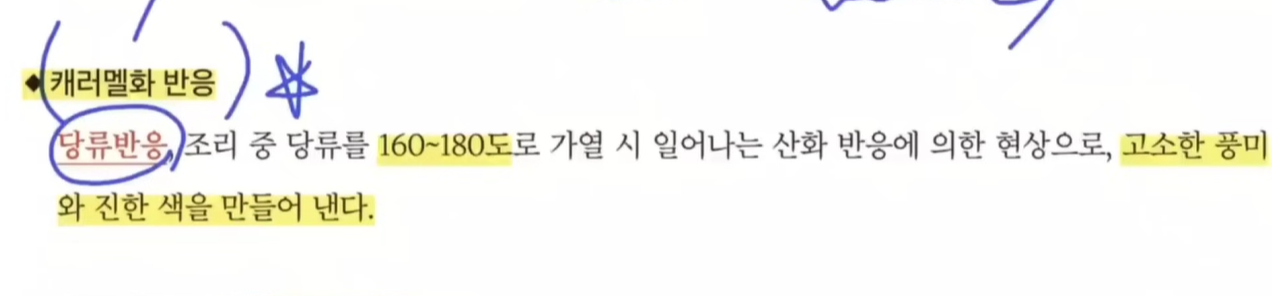 ◆ 캐러멜화 반응
당류반응, 조리 중 당류를 160~180도로 가열 시 일어나는 산화 반응에 의한 현상으로, 고소한 풍미
와 진한 색을 만들어 낸다.